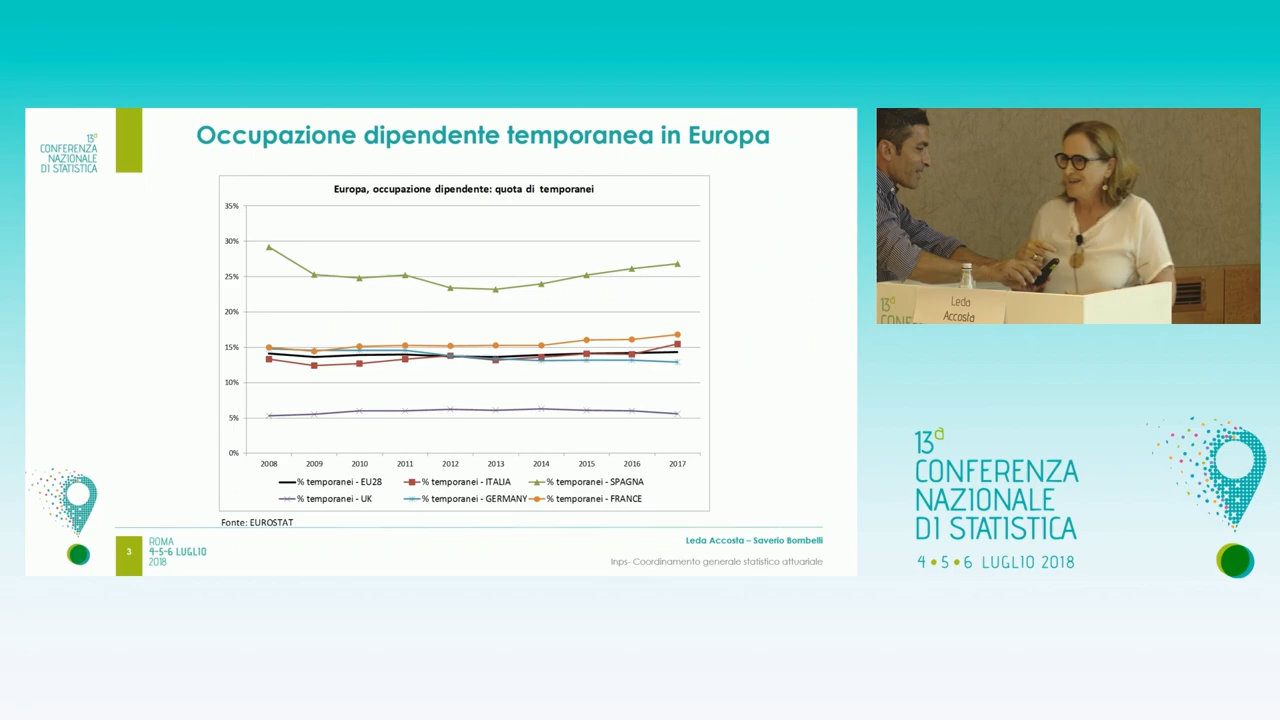 13a
CONFERENZA
NAZIONALE
DI STATISTICA
Occupazione dipendente temporanea in Europa
Europa, occupazione dipendente: quota di temporanei
35%
30%
25%
20%
15%
10%
5%
0%
2008 2009 2010 2011 2012 2013 2014 2015 2016 2017
% temporanei - EU28 % temporanei - ITALIA % temporanei - SPAGNA
% temporanei - UK % temporanei - GERMANY % temporanei - FRANCE
Fonte: EUROSTAT
3
ROMA
4-5-6 LUGLIO
2018
Leda Accosta – Saverio Bombelli
Inps- Coordinamento generale statistico attuariale
13a
CONF
Leda
Accosta
13a
CONFERENZA
NAZIONALE
DI STATISTICA
4•5•6 LUGLIO 2018